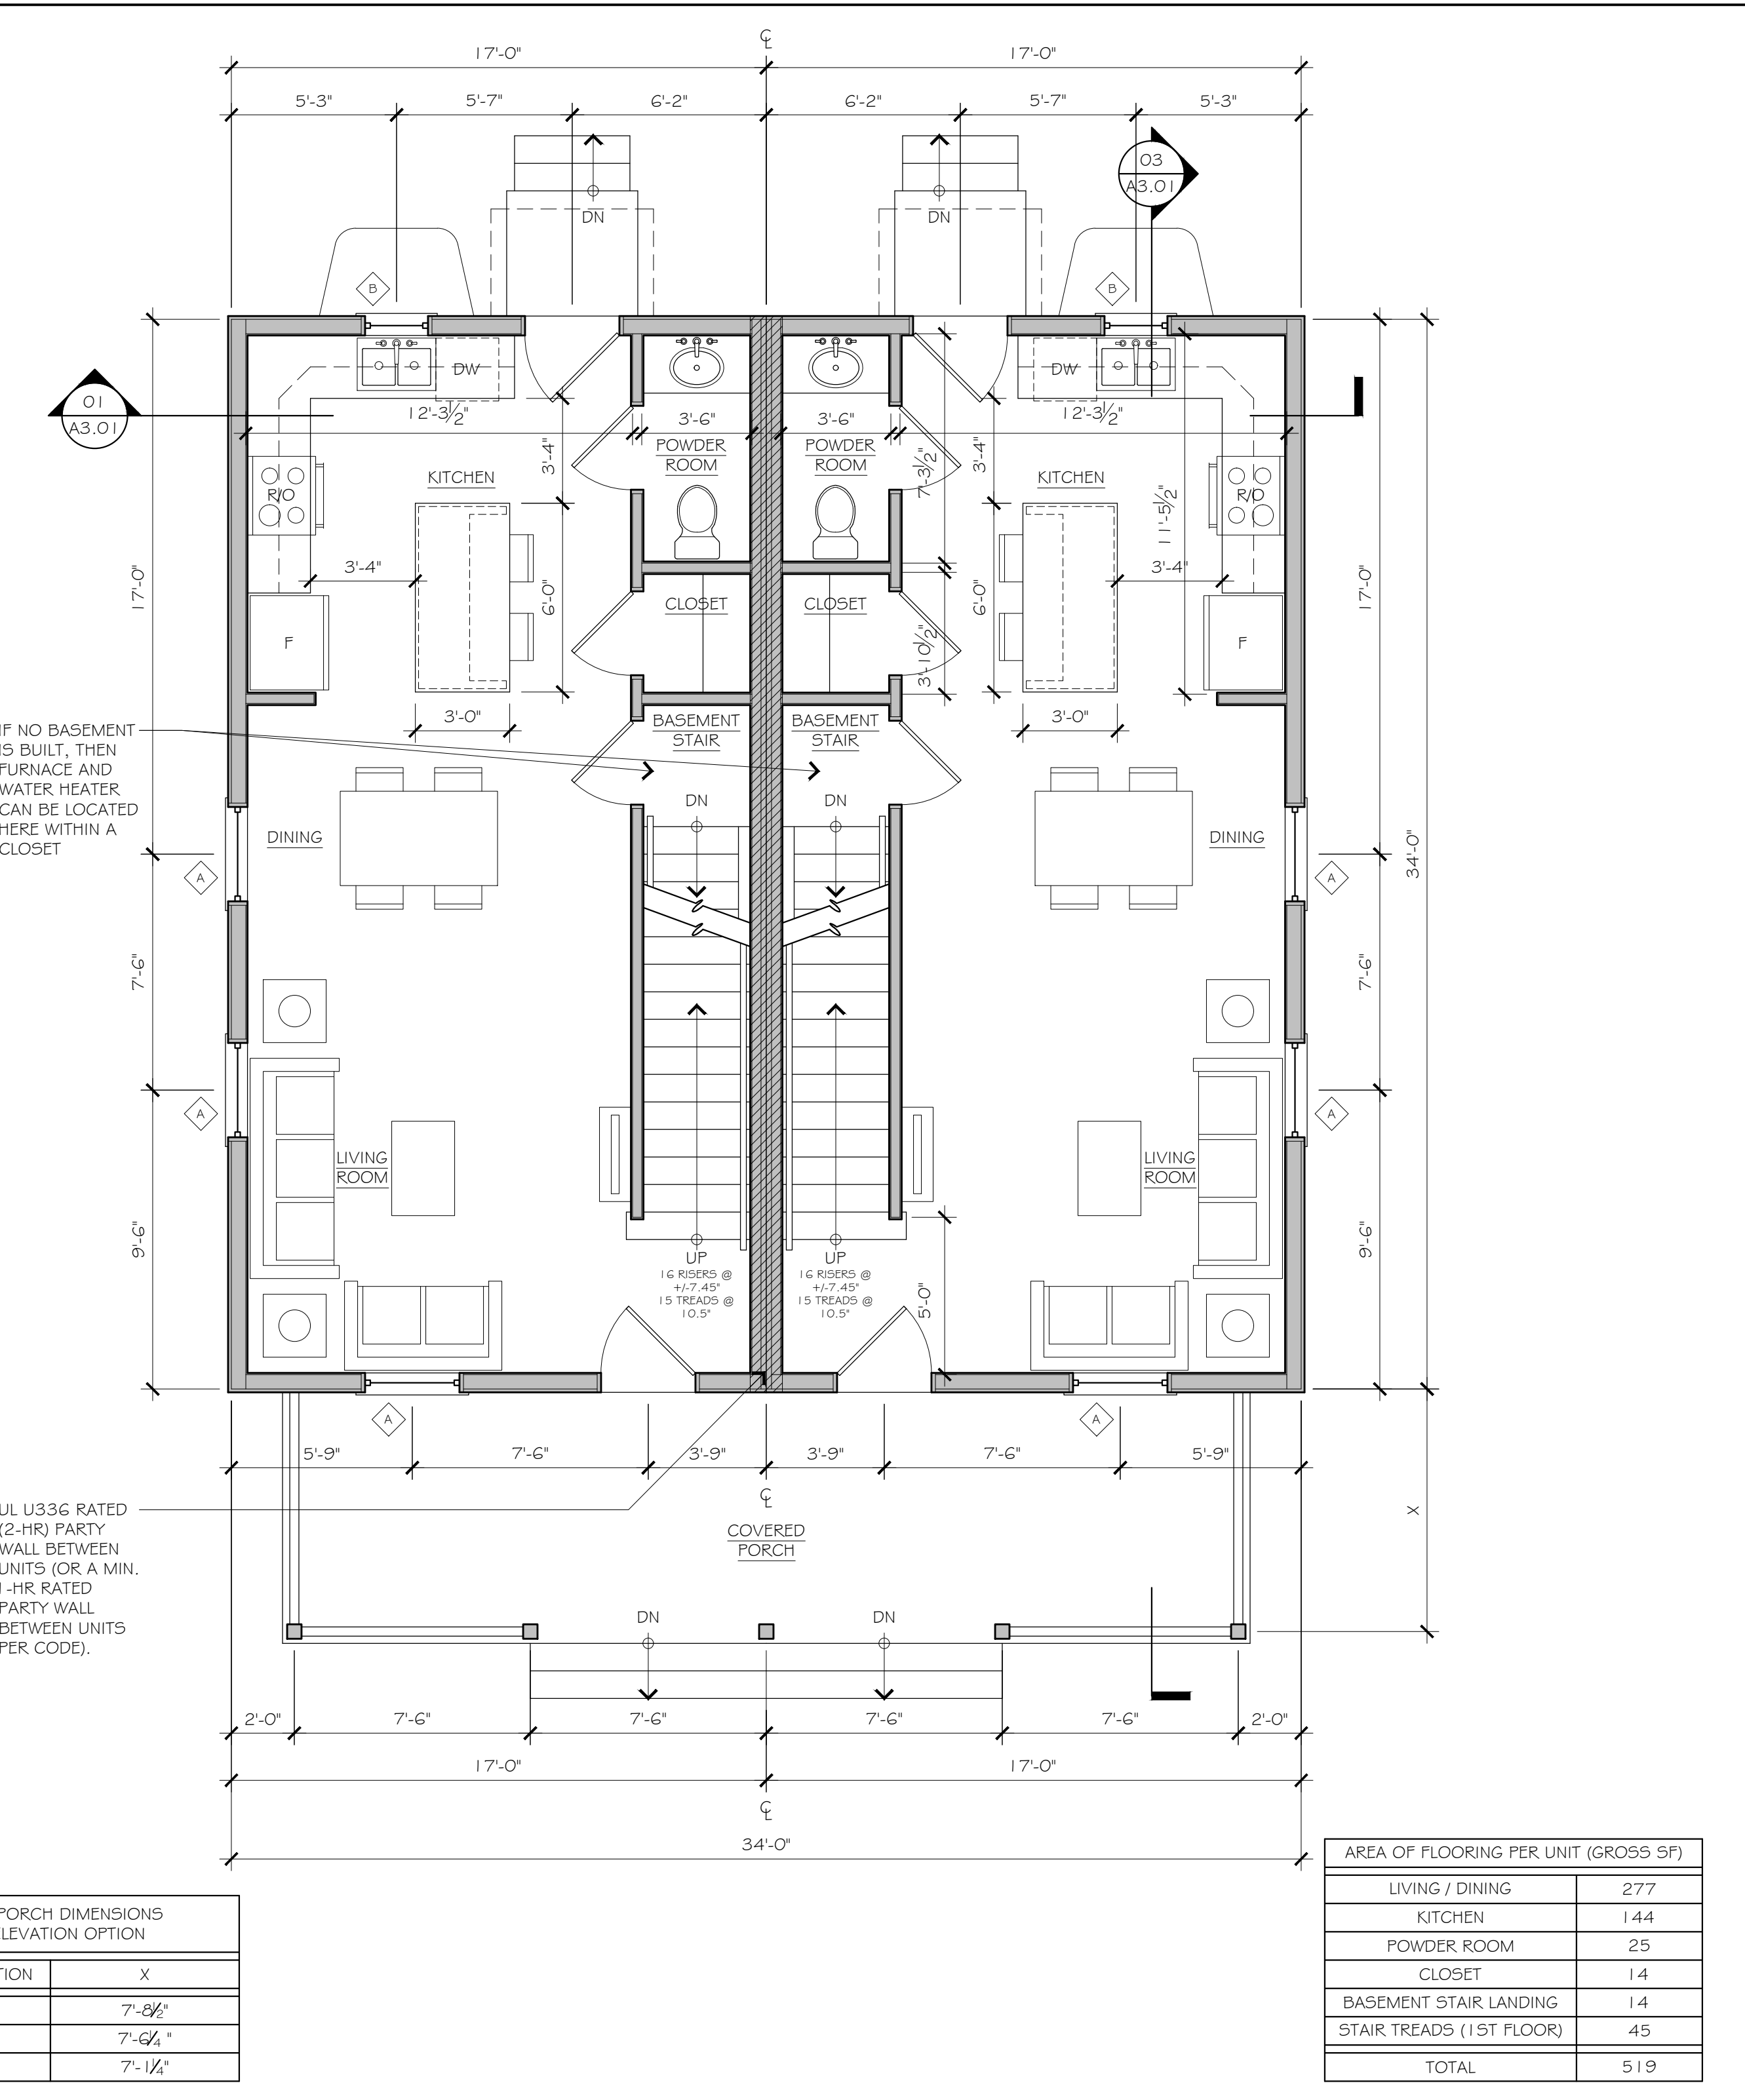 ℄
17'-0" 17'-0"
5'-3" 5'-7" 6'-2" 6'-2" 5'-7" 5'-3"
03
A3.01
DN DN
B B
01
A3.01
DW DW
12'-3½" 3'-6" 3'-6" 12'-3½"
POWDER
ROOM
POWDER
ROOM
3'-4" 7'-3½" 3'-4"
KITCHEN KITCHEN
R/O R/O
11'-5½"
3'-4" 3'-4"
17'-0" 6'-0" 6'-0" 17'-0"
CLOSET CLOSET
F F
3'-10½"
3'-0" 3'-0"
IF NO BASEMENT
IS BUILT, THEN
FURNACE AND
WATER HEATER
CAN BE LOCATED
HERE WITHIN A
CLOSET
BASEMENT
STAIR
BASEMENT
STAIR
DN DN
DINING DINING
34'-0"
A A
7'-6" 7'-6"
A A
LIVING
ROOM
LIVING
ROOM
9'-6" 9'-6"
UP
16 RISERS @
+/-7.45"
15 TREADS @
10.5"
UP
16 RISERS @
+/-7.45"
15 TREADS @
10.5"
5'-0"
A A
5'-9" 7'-6" 3'-9" 3'-9" 7'-6" 5'-9"
℄
X
UL U336 RATED
(2-HR) PARTY
WALL BETWEEN
UNITS (OR A MIN.
1-HR RATED
PARTY WALL
BETWEEN UNITS
PER CODE).
COVERED
PORCH
DN DN
2'-0" 7'-6" 7'-6" 7'-6" 7'-6" 2'-0"
17'-0" 17'-0"
℄
34'-0"
AREA OF FLOORING PER UNIT (GROSS SF)
LIVING / DINING 277
KITCHEN 144
POWDER ROOM 25
CLOSET 14
BASEMENT STAIR LANDING 14
STAIR TREADS (1ST FLOOR) 45
TOTAL 519
PORCH DIMENSIONS
ELEVATION OPTION
TION X
7'-8½"
7'-6¼"
7'-1¼"